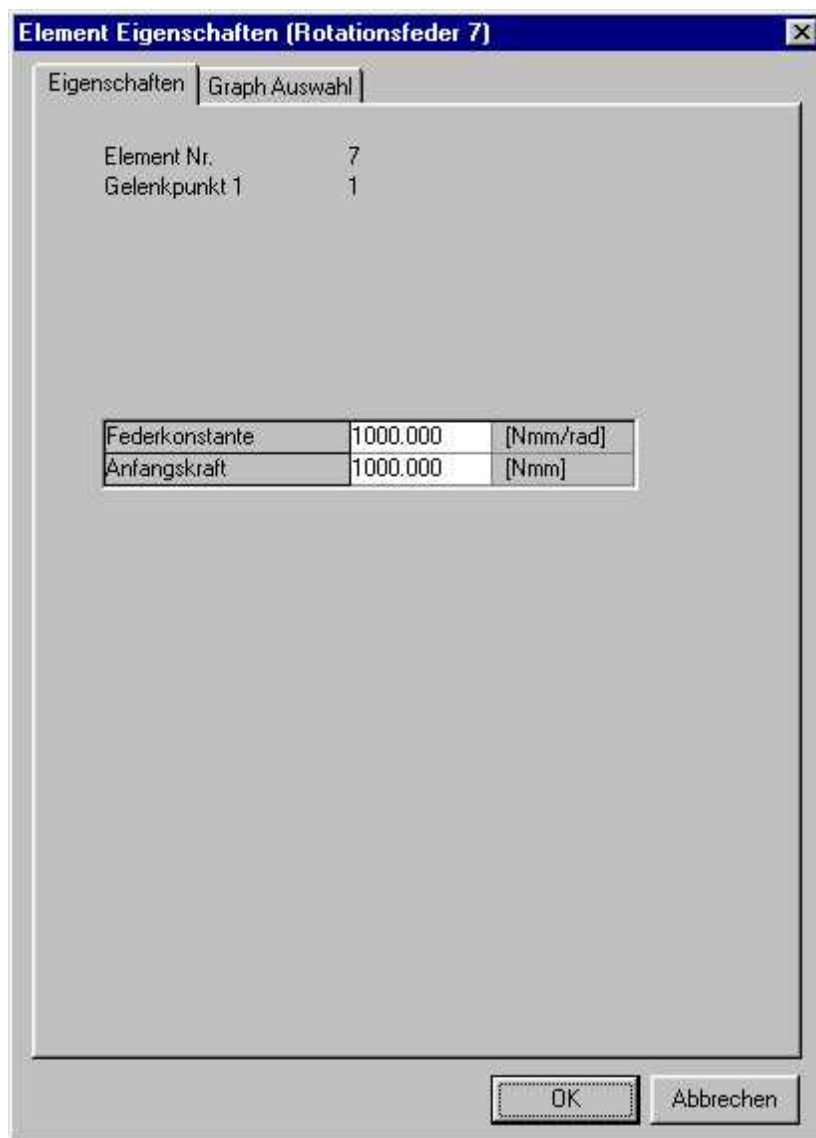 Element Eigenschaften (Rotationsfeder 7)
Eigenschaften Graph Auswahl
Element Nr. 7
Gelenkpunkt 1 1
Federkonstante 1000.000 [Nmm/rad]
Anfangskraft 1000.000 [Nmm]
OK Abbrechen